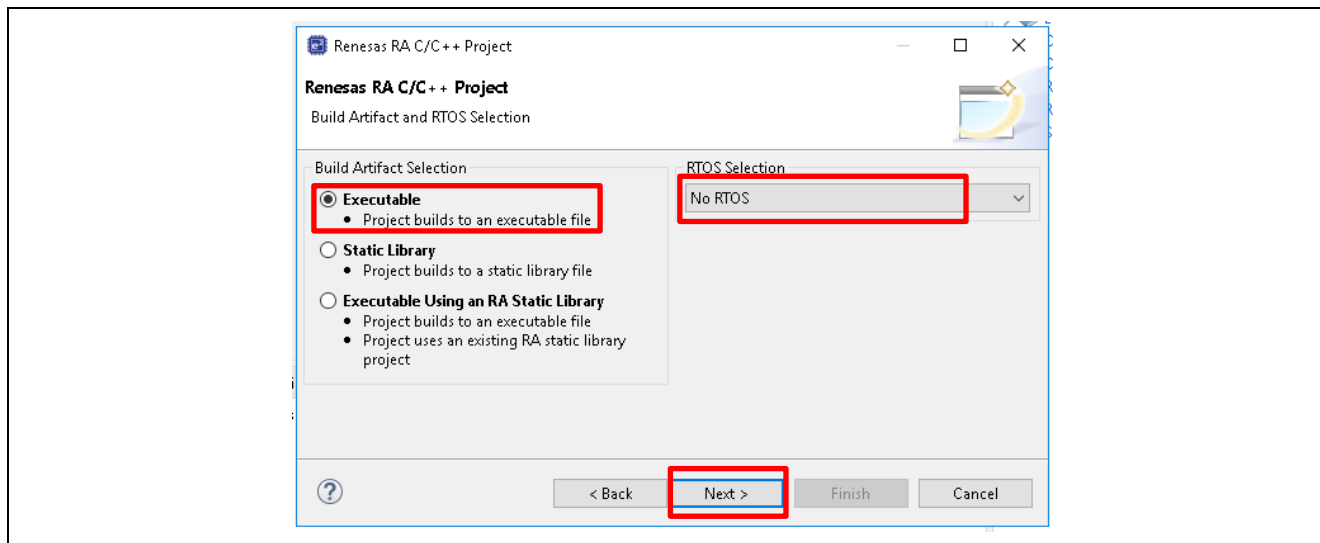 Renesas RA C/C++ Project
Renesas RA C/C++ Project
Build Artifact and RTOS Selection
Build Artifact Selection
Executable
• Project builds to an executable file
Static Library
• Project builds to a static library file
Executable Using an RA Static Library
• Project builds to an executable file
• Project uses an existing RA static library
project
RTOS Selection
No RTOS
< Back
Next >
Finish
Cancel